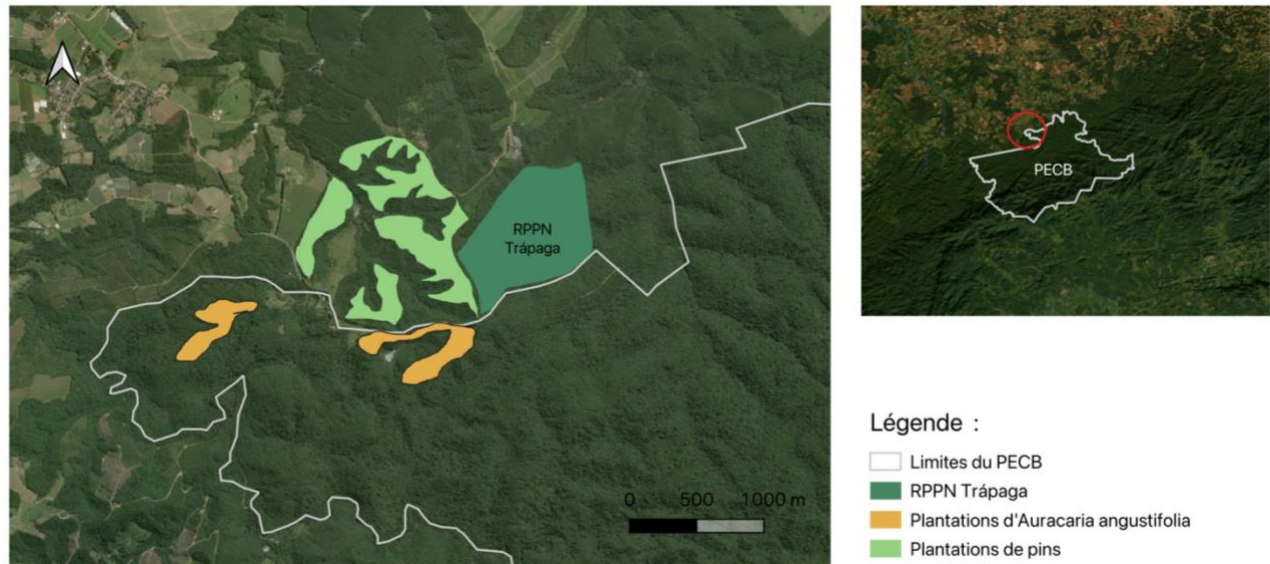 RPPN
Trápaga
0 500 1000 m
PECB
Légende :
Limites du PECB
RPPN Trápaga
Plantations d'Auracaria angustifolia
Plantations de pins